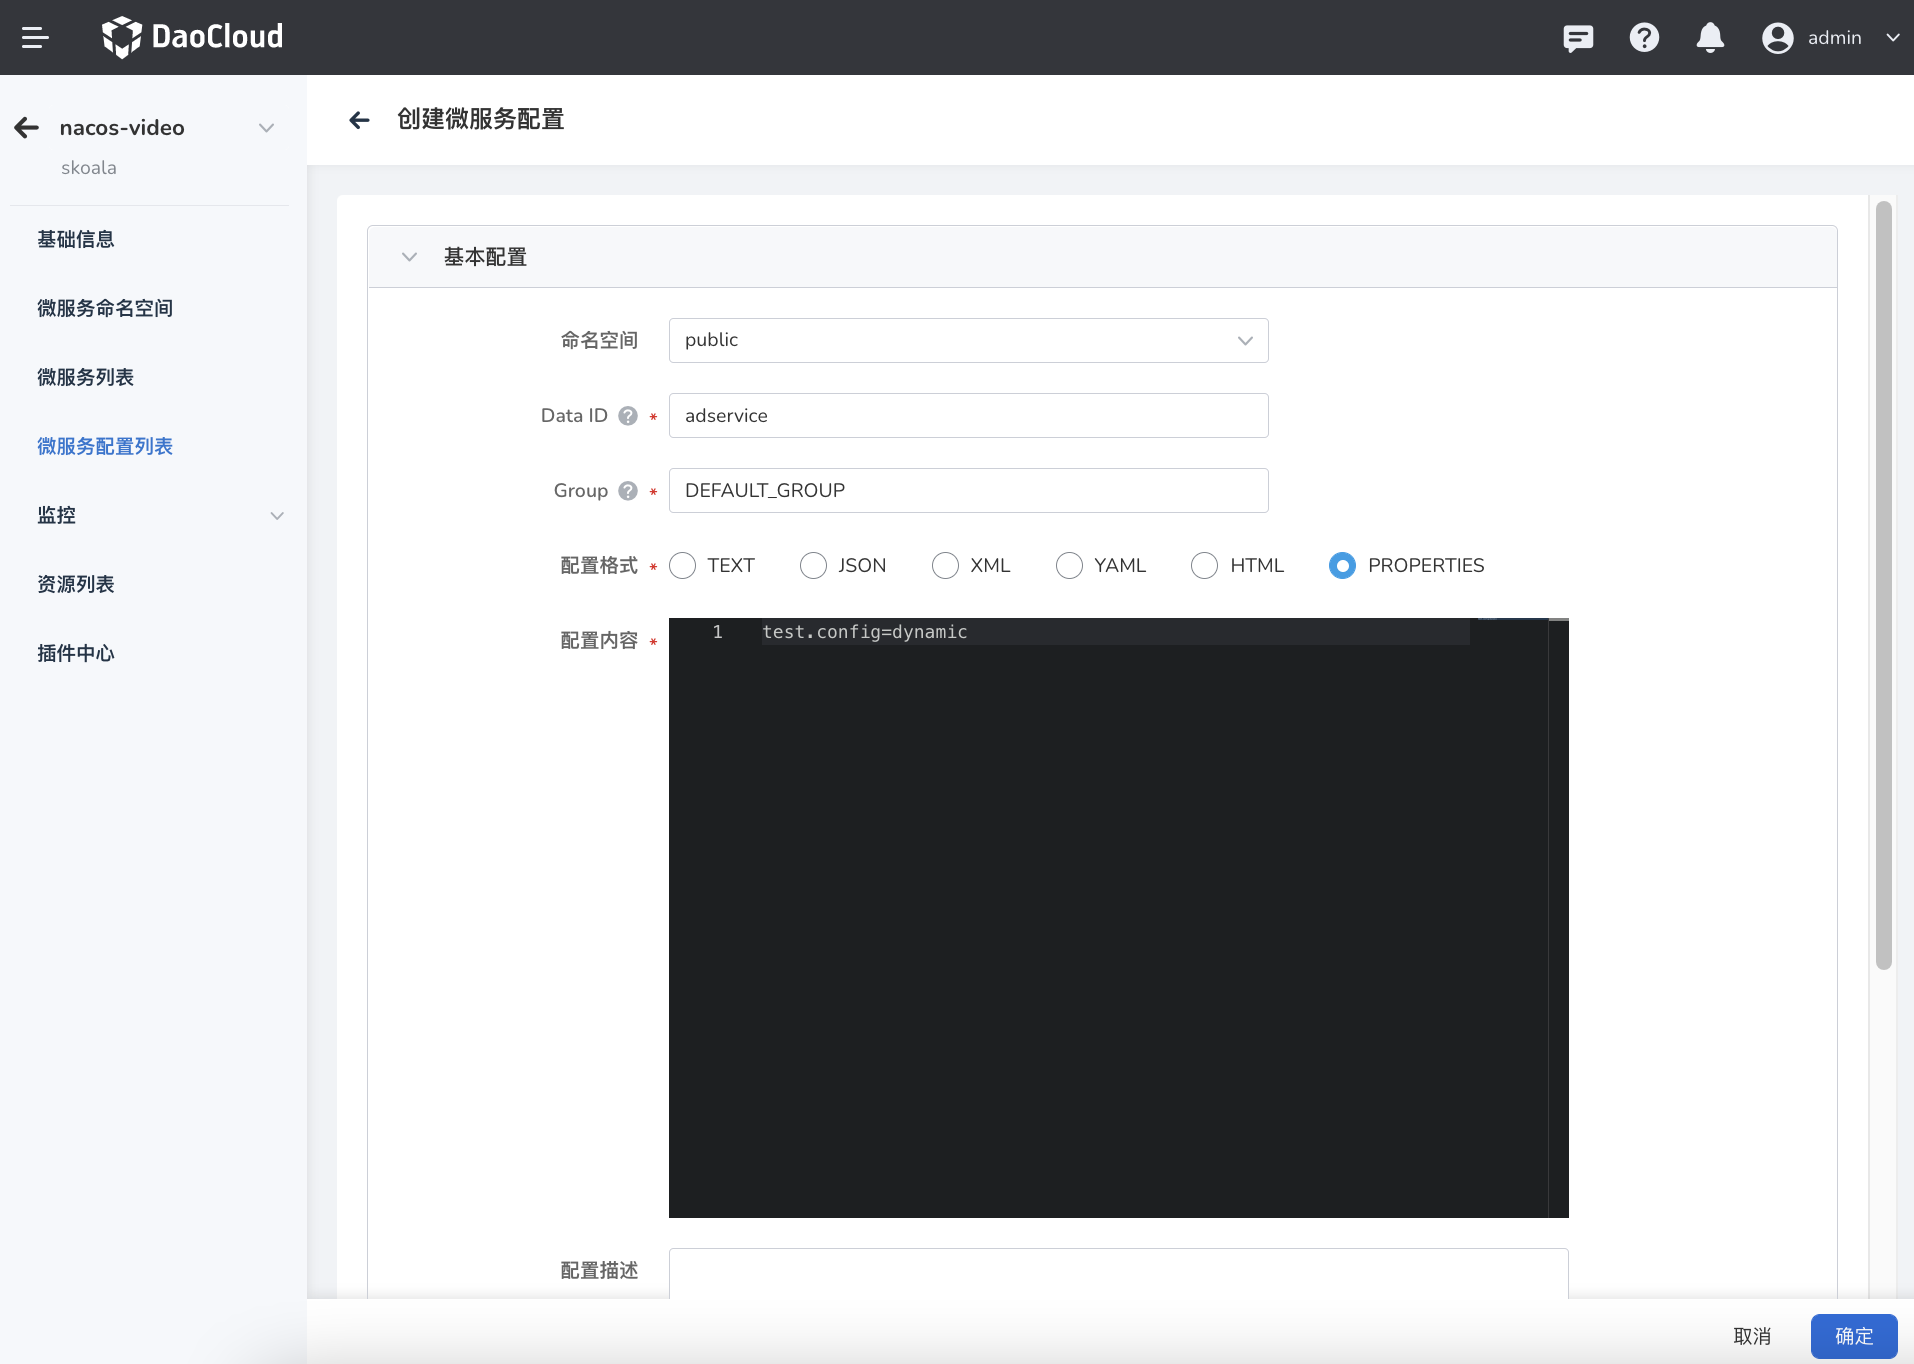 DaoCloud
admin
nacos-video
skoala
基础信息
微服务命名空间
微服务列表
微服务配置列表
监控
资源列表
插件中心
创建微服务配置
基本配置
命名空间 public
Data ID ? * adservice
Group ? * DEFAULT_GROUP
配置格式 * TEXT JSON XML YAML HTML PROPERTIES
配置内容 * 1 test.config=dynamic
配置描述
取消 确定